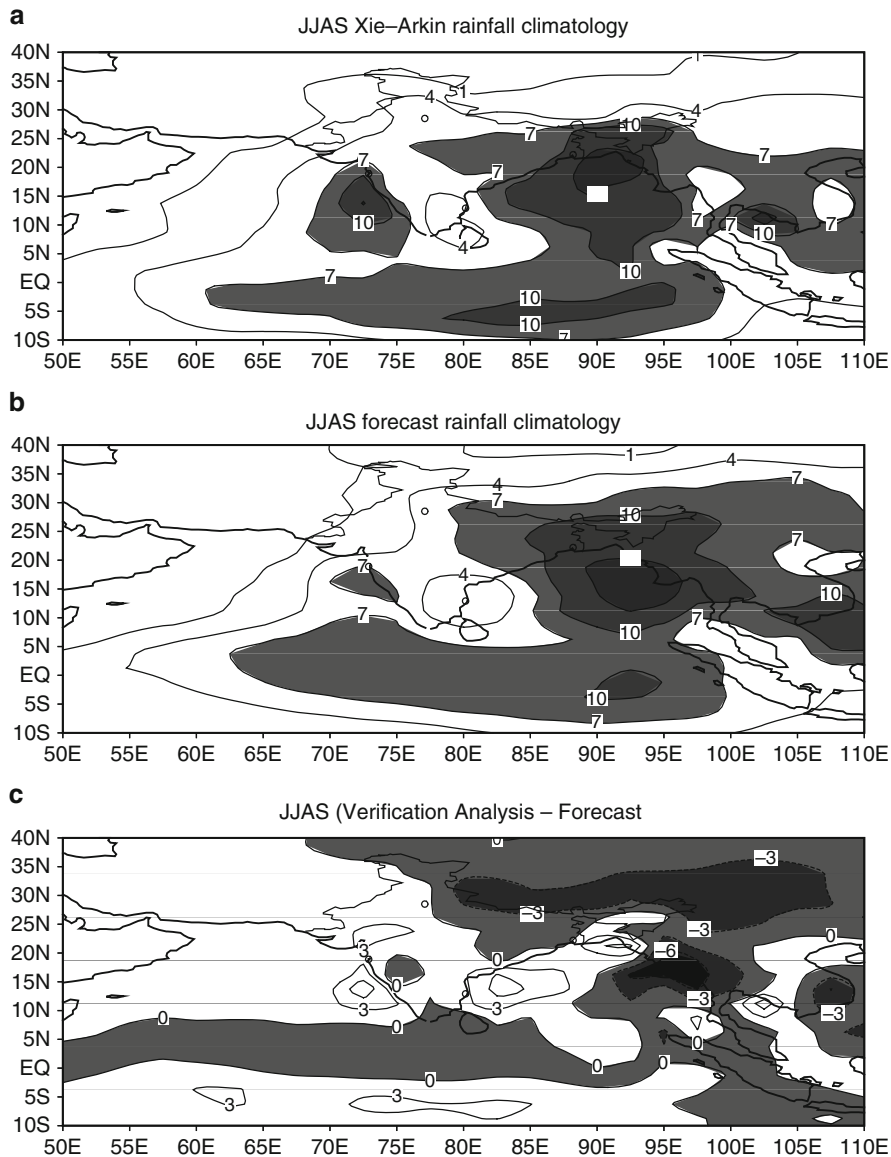 a
JJAS Xie–Arkin rainfall climatology
40N
35N
30N
25N
20N
15N
10N
5N
EQ
5S
10S
1
4
1
10
4
7
7
7
7
10
4
7
7
10
7
10
7
10
10
7
50E 55E 60E 65E 70E 75E 80E 85E 90E 95E 100E 105E 110E
b
JJAS forecast rainfall climatology
40N
35N
30N
25N
20N
15N
10N
5N
EQ
5S
10S
1
4
4
7
7
10
7
7
4
10
7
7
10
10
7
50E 55E 60E 65E 70E 75E 80E 85E 90E 95E 100E 105E 110E
c
JJAS (Verification Analysis – Forecast
40N
35N
30N
25N
20N
15N
10N
5N
EQ
5S
10S
0
–3
–3
–3
0
3
–6
0
0
–3
3
3
–3
0
0
0
0
0
0
3
3
50E 55E 60E 65E 70E 75E 80E 85E 90E 95E 100E 105E 110E